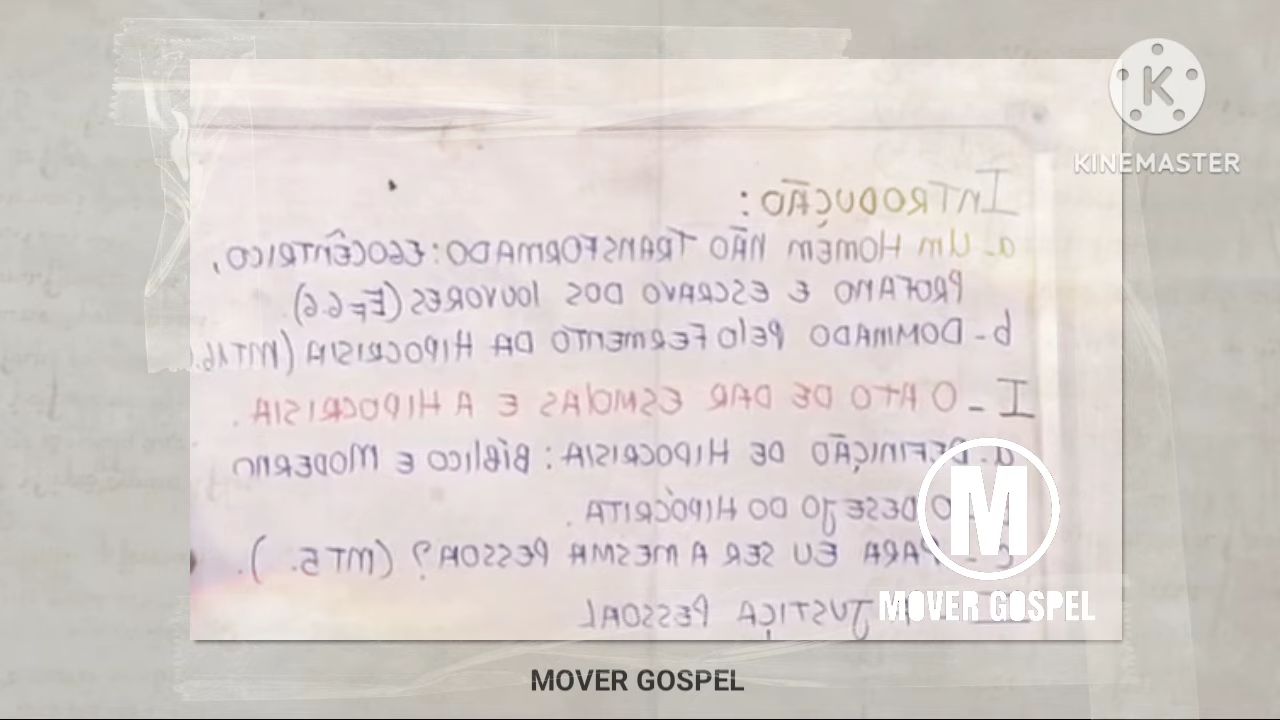 KINEMASTER
INTRODUÇÃO:
a- Um HOMEM NÃO TRANSFORMADO: EGOCÊNTRICO,
PROFANO E ESCRAVO DOS lOUVORES (EF 6.6)
b- DOMINADO PElO FERMENTO DA HIPOCRISIA (MT16.
I - O ATO DE DAR ESMOlAS E A HIPOCRISIA.
a- DEFINIÇÃO DE HIPOCRISIA: BÍBlICO E MODERNO
O DESEJO DO HIPÓCRITA.
c- PARA EU SER A MESMA PESSOA? (MT5. ).
JUSTIÇA PESSOAL
M
MOVER GOSPEL
MOVER GOSPEL